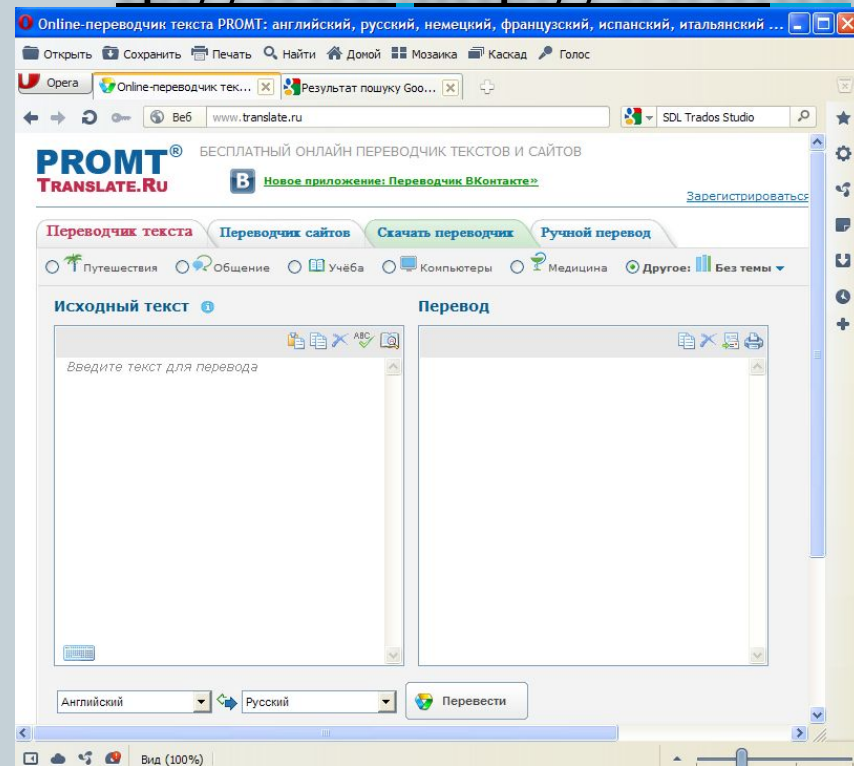 Online-переводчик текста PROMT: английский, русский, немецкий, французский, испанский, итальянский ...
Открыть Сохранить Печать Найти Домой Мозаика Каскад Голос
Opera Online-переводчик тек... Результат пошуку Goo...
Веб www.translate.ru SDL Trados Studio
PROMT® БЕСПЛАТНЫЙ ОНЛАЙН ПЕРЕВОДЧИК ТЕКСТОВ И САЙТОВ
TRANSLATE.RU В Новое приложение: Переводчик ВКонтакте»
Зарегистрироваться
Переводчик текста Переводчик сайтов Скачать переводчик Ручной перевод
Путешествия Общение Учёба Компьютеры Медицина Другое: Без темы
Исходный текст Перевод
ABC
Введите текст для перевода
Английский Русский Перевести
Вид (100%)